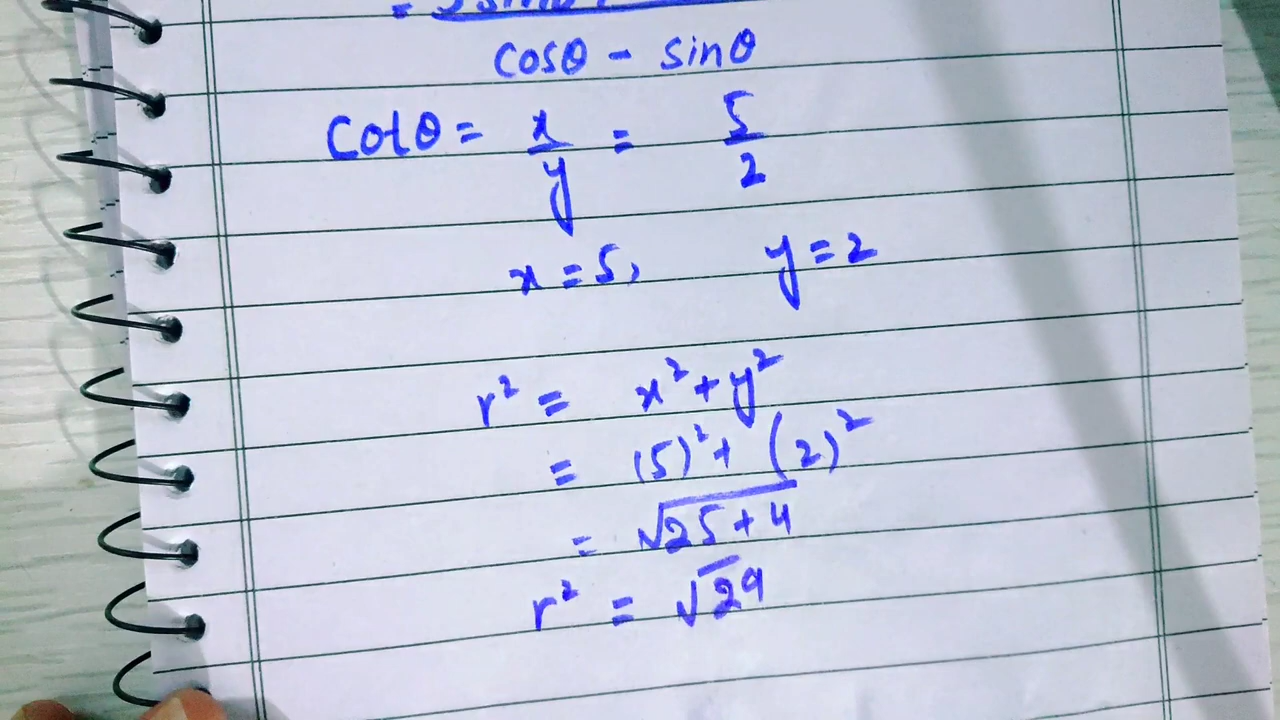 cosθ - sinθ
Cotθ = x/y = 5/2
x = 5, y = 2
r² = x² + y²
= (5)² + (2)²
= √25 + 4
r² = √29